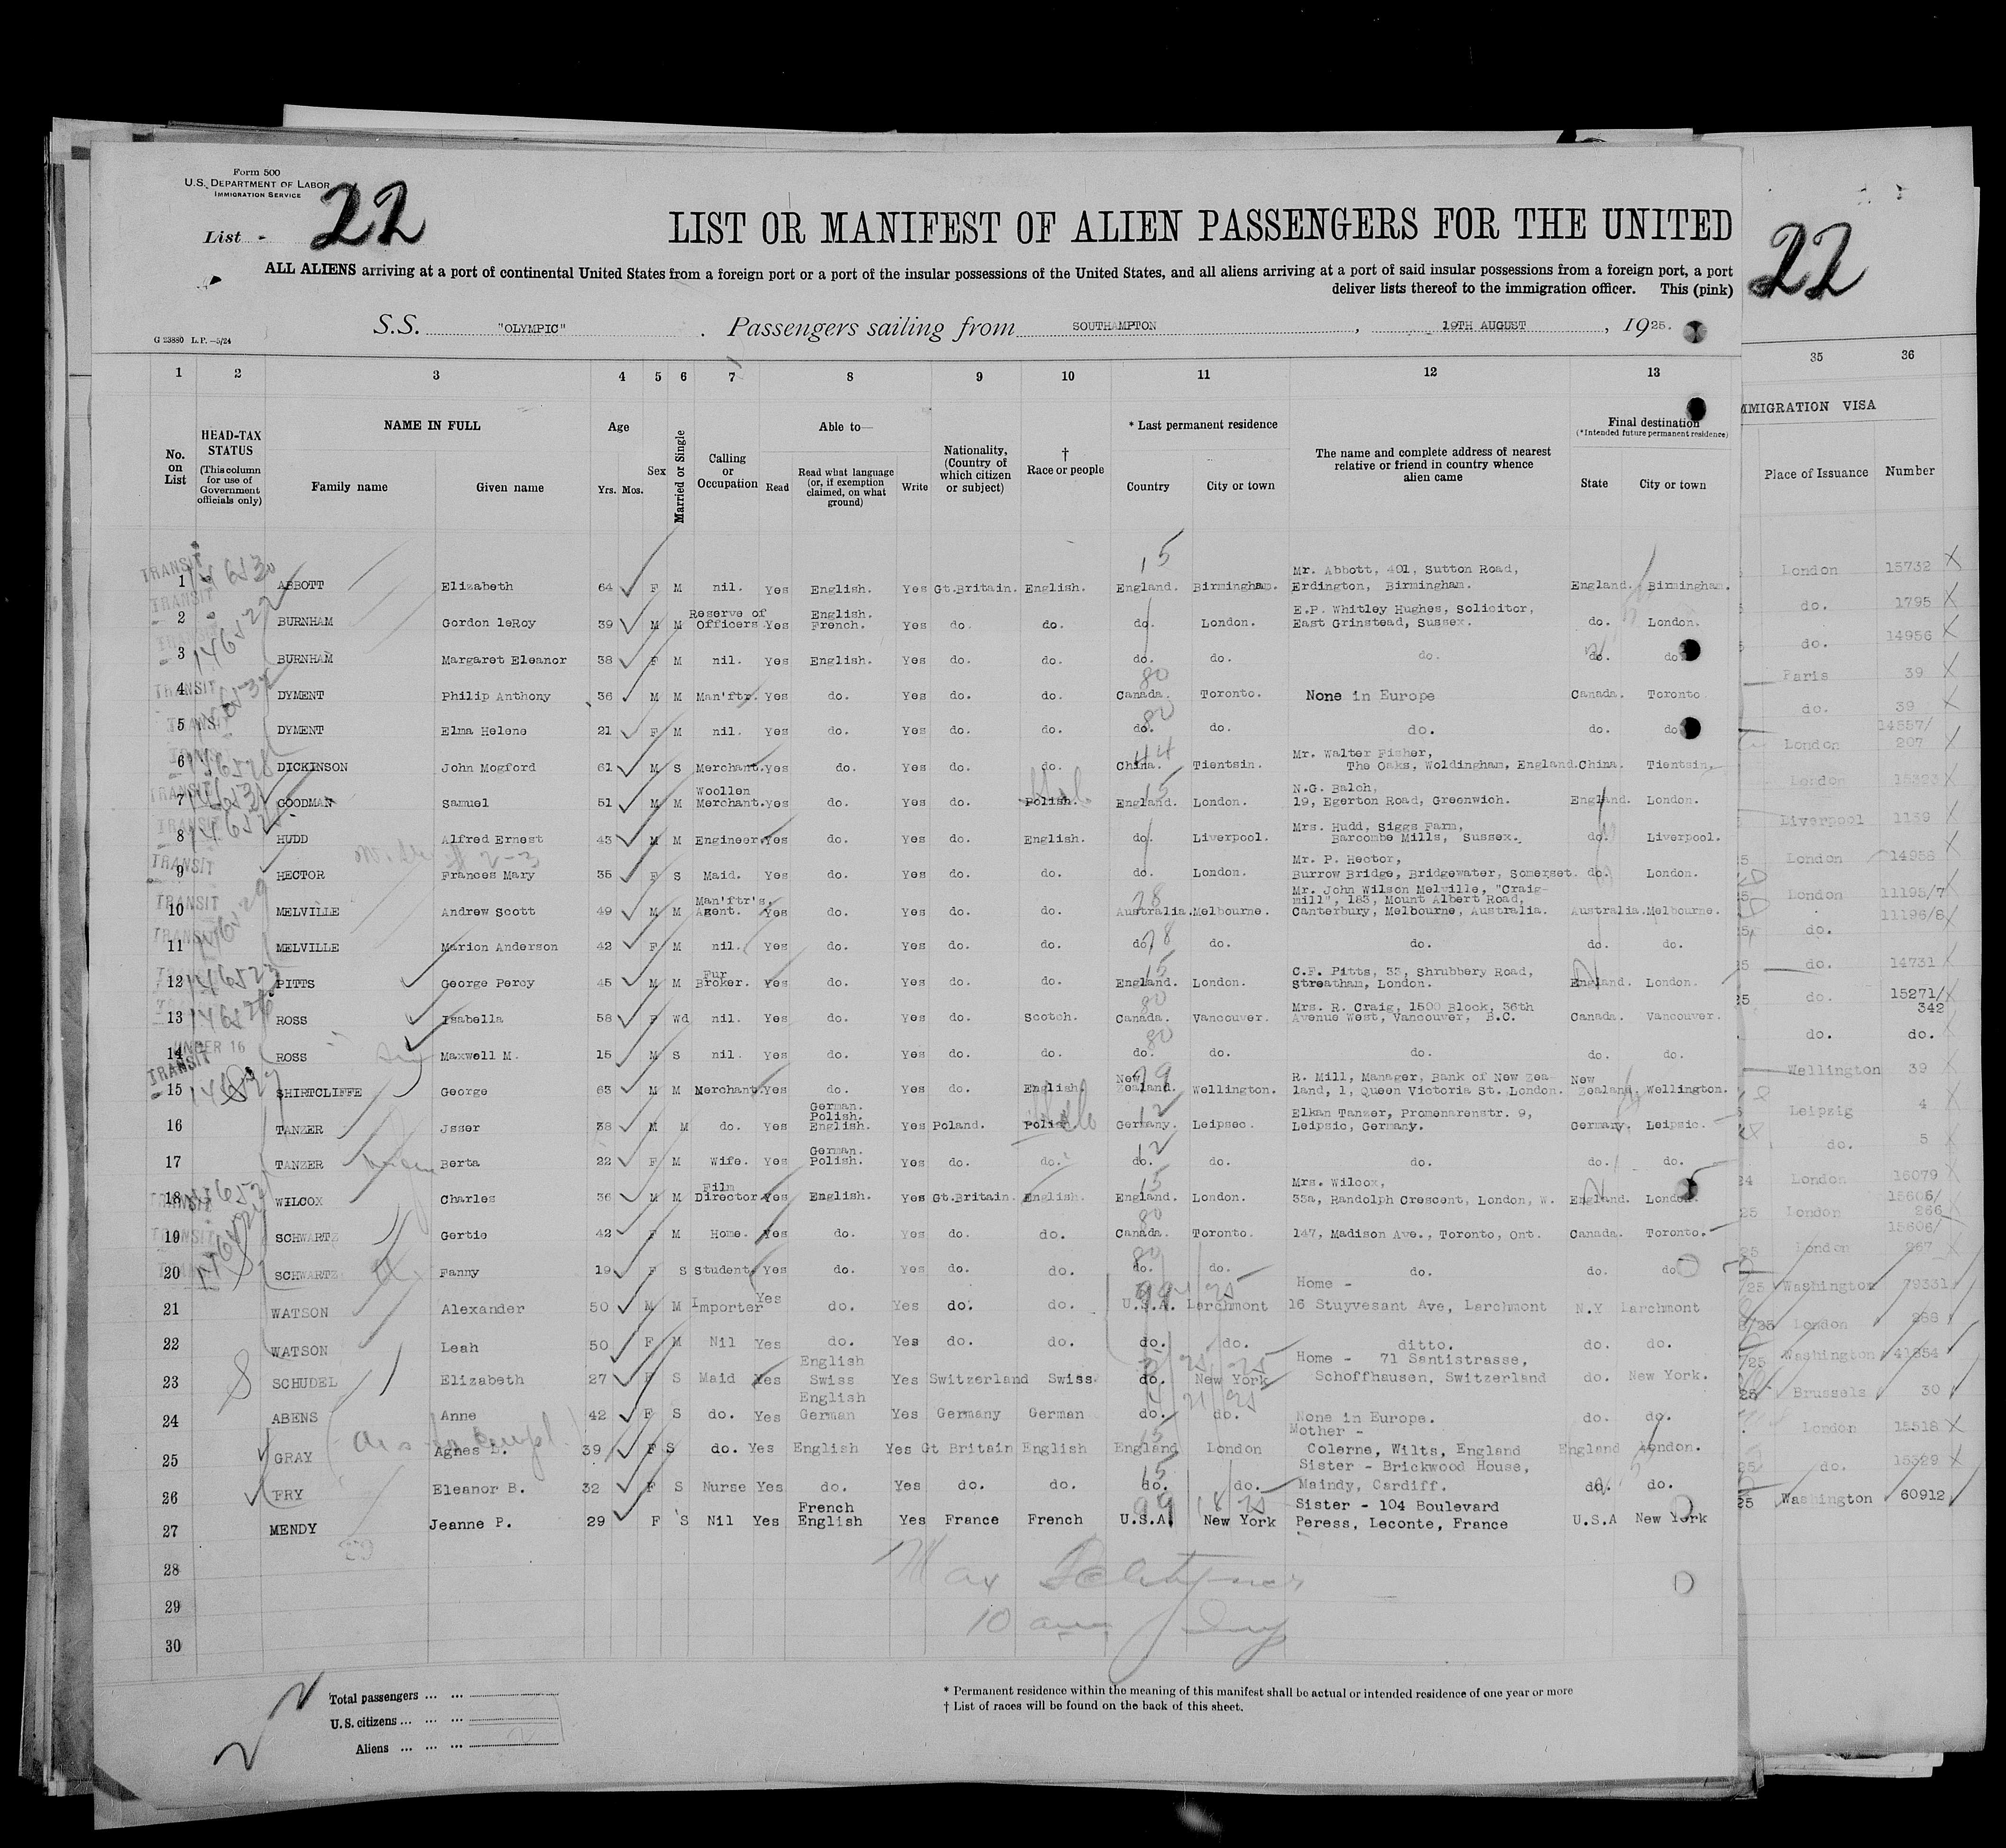 Form 500
U.S. DEPARTMENT OF LABOR
IMMIGRATION SERVICE
List 22
LIST OR MANIFEST OF ALIEN PASSENGERS FOR THE UNITED
22
ALL ALIENS arriving at a port of continental United States from a foreign port or a port of the insular possessions of the United States, and all aliens arriving at a port of said insular possessions from a foreign port, a port
deliver lists thereof to the immigration officer. This (pink)
S.S. "OLYMPIC" . Passengers sailing from SOUTHAMPTON , 19TH AUGUST , 1925.
G 23880 L.P. —5/24
1 2 3 4 5 6 7 8 9 10 11 12 13 35 36
No. on List
HEAD-TAX STATUS (This column for use of Government officials only)
NAME IN FULL
Family name Given name
Age
Yrs. Mos.
Sex
Married or Single
Calling or Occupation
Able to—
Read Read what language (or, if exemption claimed, on what ground) Write
Nationality, (Country of which citizen or subject)
† Race or people
* Last permanent residence
Country City or town
The name and complete address of nearest relative or friend in country whence alien came
Final destination
(*Intended future permanent residence)
State City or town
IMMIGRATION VISA
Place of Issuance Number
1 ABBOTT Elizabeth 64 F M nil. Yes English. Yes Gt.Britain. English. England. Birmingham. Mr. Abbott, 401, Sutton Road, Erdington, Birmingham. England. Birmingham. London 15732
2 BURNHAM Gordon leRoy 39 M M Reserve of Officers. Yes English. French. Yes do. do. do. London. E.P. Whitley Hughes, Solicitor, East Grinstead, Sussex. do. London. do. 1795
3 BURNHAM Margaret Eleanor 38 F M nil. Yes English. Yes do. do. do. do. do. do. do. do. 14956
4 DYMENT Philip Anthony 36 M M Man'ftr. Yes do. Yes do. do. Canada. Toronto. None in Europe Canada. Toronto Paris 39
5 DYMENT Elma Helene 21 F M nil. Yes do. Yes do. do. do. do. do. do. do. do. 39
6 DICKINSON John Mogford 61 M S Merchant. Yes do. Yes do. do. China. Tientsin. Mr. Walter Fisher, The Oaks, Woldingham, England. China. Tientsin. London 14557/ 207
7 GOODMAN Samuel 51 M M Woollen Merchant. Yes do. Yes do. Polish. England. London. N.G. Balch, 19, Egerton Road, Greenwich. England. London. London 15323
8 HUDD Alfred Ernest 43 M M Engineer. Yes do. Yes do. English. do. Liverpool. Mrs. Hudd, Siggs Farm, Barcombe Mills, Sussex. do. Liverpool. Liverpool 1139
9 HECTOR Frances Mary 35 F S Maid. Yes do. Yes do. do. do. London. Mr. P. Hector, Burrow Bridge, Bridgewater, Somerset. do. London. London 14958
10 MELVILLE Andrew Scott 49 M M Man'ftr's, Agent. Yes do. Yes do. do. Australia. Melbourne. Mr. John Wilson Melville, "Craigmill", 183, Mount Albert Road, Canterbury, Melbourne, Australia. Australia. Melbourne. London 11195/7
11 MELVILLE Marion Anderson 42 F M nil. Yes do. Yes do. do. do. do. do. do. do. do. 11196/8
12 PITTS George Percy 45 M M Fur Broker. Yes do. Yes do. do. England. London. C.F. Pitts, 33, Shrubbery Road, Streatham, London. England. London. do. 14731
13 ROSS Isabella 58 F Wd nil. Yes do. Yes do. Scotch. Canada. Vancouver. Mrs. R. Craig, 1500 Block, 36th Avenue West, Vancouver, B.C. Canada. Vancouver. do. 15271/ 342
14 UNDER 16 ROSS Maxwell M. 15 M S nil. Yes do. Yes do. do. do. do. do. do. do. do. do.
15 SHIRTCLIFFE George 63 M M Merchant. Yes do. Yes do. English. New Zealand. Wellington. R. Mill, Manager, Bank of New Zealand, 1, Queen Victoria St. London. New Zealand. Wellington. Wellington 39
16 TANZER Jsser 38 M M do. Yes German. Polish. English. Yes Poland. Polish Germany. Leipsec. Elkan Tanzer, Promenarenstr. 9, Leipsic, Germany. Germany. Leipsic. Leipzig 4
17 TANZER Berta 22 F M Wife. Yes German. Polish. Yes do. do. do. do. do. do. do. do. 5
18 WILCOX Charles 36 M M Film Director Yes English. Yes Gt.Britain. English. England. London. Mrs. Wilcox, 33a, Randolph Crescent, London, W. England. London. London 16079
19 SCHWARTZ Gertie 42 F M Home. Yes do. Yes do. do. Canada. Toronto. 147, Madison Ave., Toronto, Ont. Canada. Toronto. London 15606/ 266
20 SCHWARTZ Fanny 19 F S Student. Yes do. Yes do. do. do. do. do. do. do. London 15606/ 267
21 WATSON Alexander 50 M M Importer Yes do. Yes do. do. U.S.A. Larchmont Home - 16 Stuyvesant Ave, Larchmont N.Y Larchmont Washington 79331
22 WATSON Leah 50 F M Nil Yes do. Yes do. do. do. do. ditto. do. do. London 268
23 SCHUDEL Elizabeth 27 F S Maid Yes English Swiss Yes Switzerland Swiss. do. New York Home - 71 Santistrasse, Schoffhausen, Switzerland do. New York. Washington 41854
24 ABENS Anne 42 F S do. Yes English German Yes Germany German do. do. None in Europe. do. do. Brussels 30
25 GRAY Agnes D. 39 F S do. Yes English Yes Gt Britain English England London Mother - Colerne, Wilts, England England London. London 15518
26 FRY Eleanor B. 32 F S Nurse Yes do. Yes do. do. do. do. Sister - Brickwood House, Maindy, Cardiff. do. do. do. 15329
27 MENDY Jeanne P. 29 F S Nil Yes French English Yes France French U.S.A. New York Sister - 104 Boulevard Peress, Leconte, France U.S.A New York Washington 60912
28
29
30
Total passengers ... ...
U.S. citizens ... ... ...
Aliens ... ... ...
* Permanent residence within the meaning of this manifest shall be actual or intended residence of one year or more
† List of races will be found on the back of this sheet.